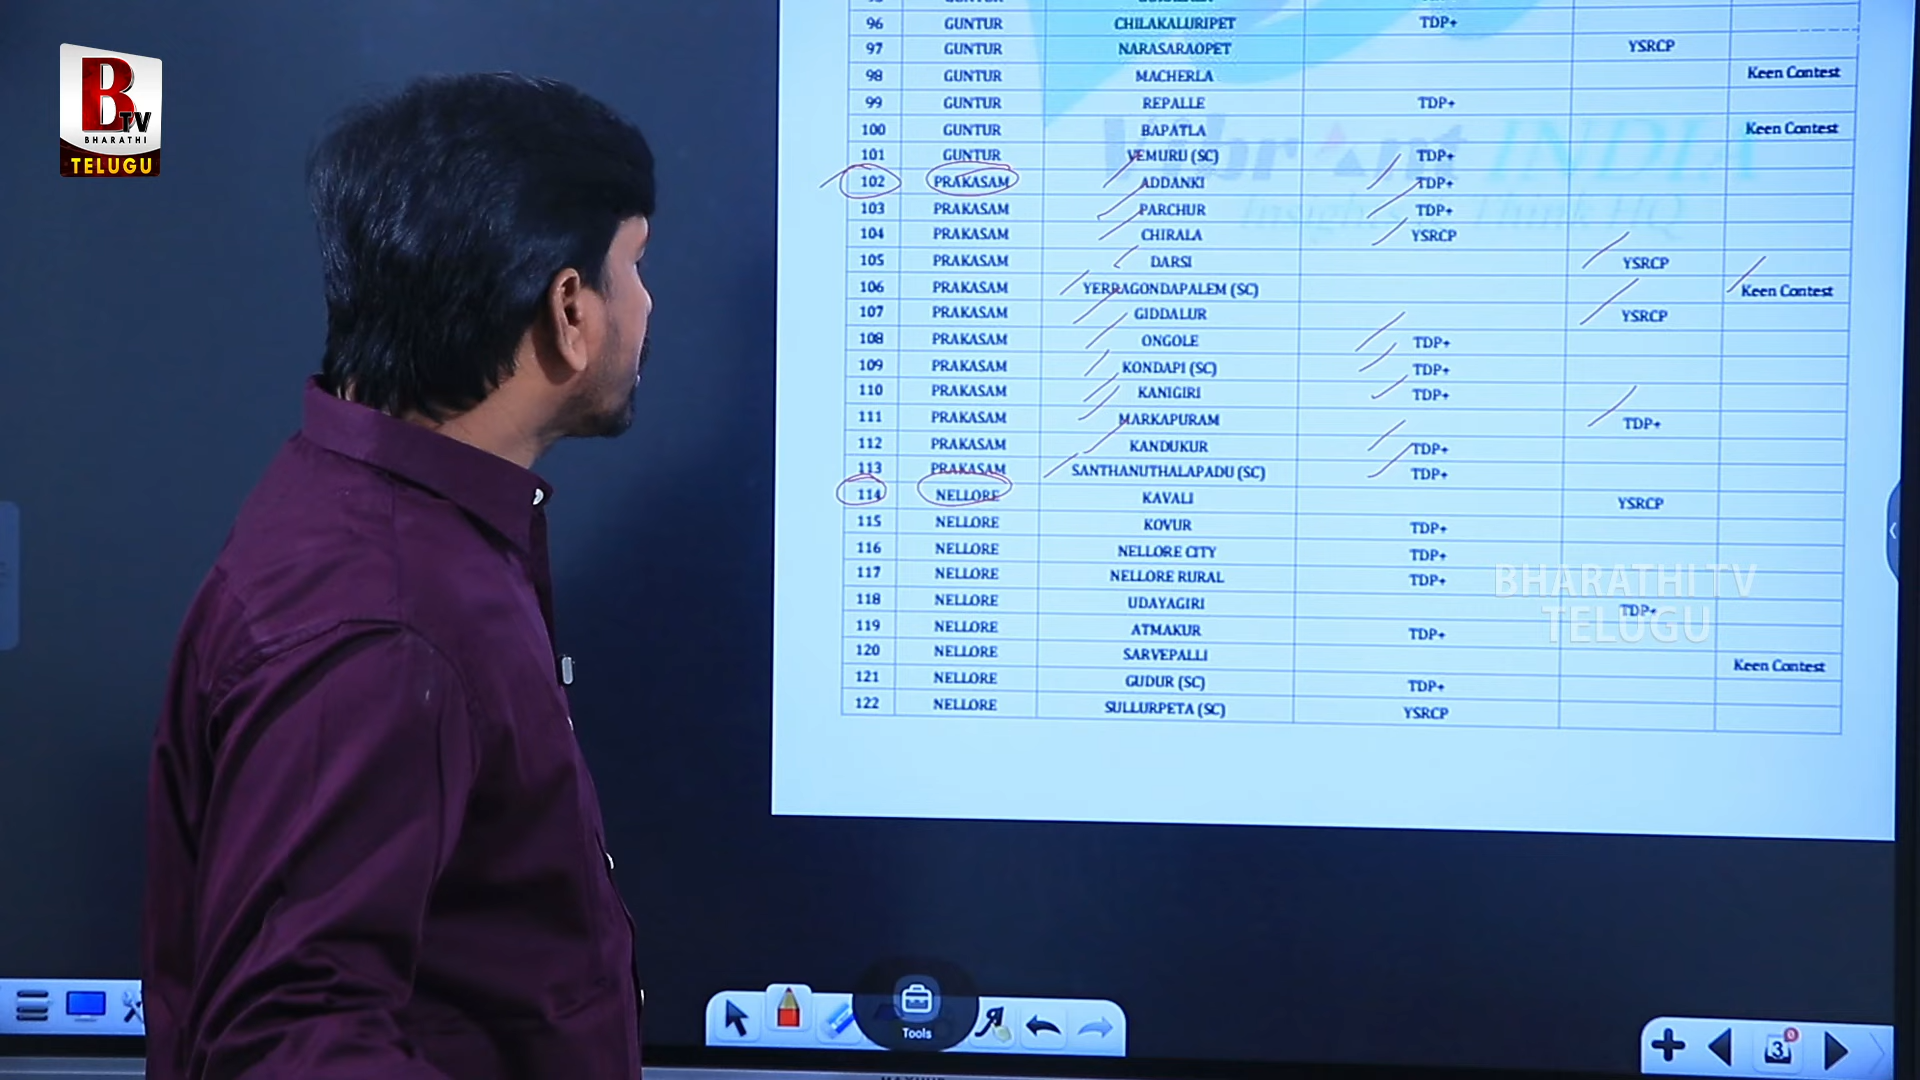 B
TV
BHARATHI
TELUGU
96 GUNTUR CHILAKALURIPET TDP+
97 GUNTUR NARASARAOPET YSRCP
98 GUNTUR MACHERLA Keen Contest
99 GUNTUR REPALLE TDP+
100 GUNTUR BAPATLA Keen Contest
101 GUNTUR VEMURU (SC) TDP+
102 PRAKASAM ADDANKI TDP+
103 PRAKASAM PARCHUR TDP+
104 PRAKASAM CHIRALA YSRCP
105 PRAKASAM DARSI YSRCP
106 PRAKASAM YERRAGONDAPALEM (SC) Keen Contest
107 PRAKASAM GIDDALUR YSRCP
108 PRAKASAM ONGOLE TDP+
109 PRAKASAM KONDAPI (SC) TDP+
110 PRAKASAM KANIGIRI TDP+
111 PRAKASAM MARKAPURAM TDP+
112 PRAKASAM KANDUKUR TDP+
113 PRAKASAM SANTHANUTHALAPADU (SC) TDP+
114 NELLORE KAVALI YSRCP
115 NELLORE KOVUR TDP+
116 NELLORE NELLORE CITY TDP+
117 NELLORE NELLORE RURAL TDP+
118 NELLORE UDAYAGIRI TDP+
119 NELLORE ATMAKUR TDP+
120 NELLORE SARVEPALLI Keen Contest
121 NELLORE GUDUR (SC) TDP+
122 NELLORE SULLURPETA (SC) YSRCP
Vibrant INDIA
BHARATHI TV
TELUGU
Tools
3